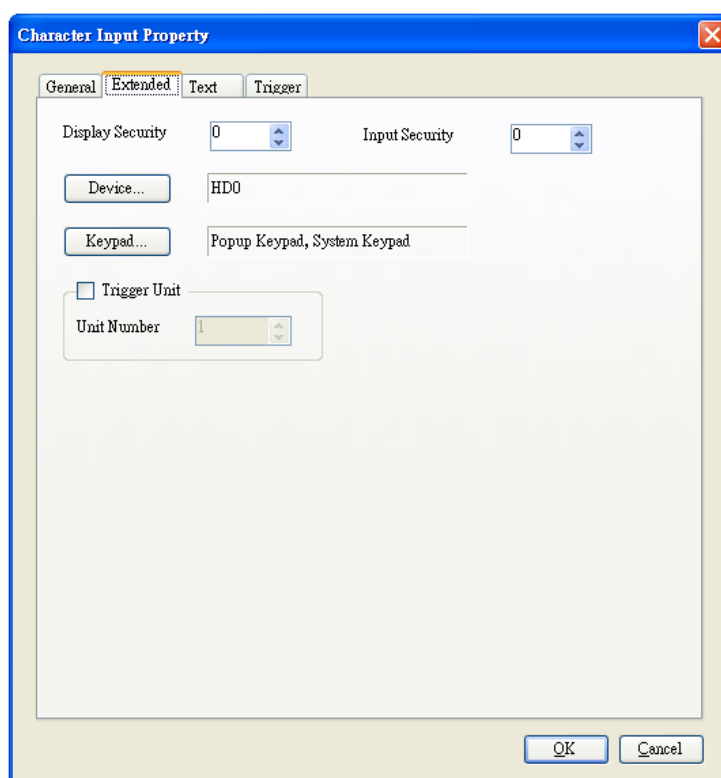 Character Input Property
General Extended Text Trigger
Display Security 0 Input Security 0
Device... HD0
Keypad... Popup Keypad, System Keypad
Trigger Unit
Unit Number 1
OK Cancel